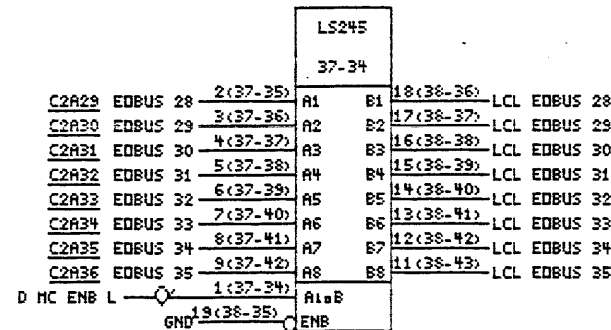 LS245
37-34
C2A29 EDBUS 28 2(37-35) A1 B1 18(38-36) LCL EDBUS 28
C2A30 EDBUS 29 3(37-36) A2 B2 17(38-37) LCL EDBUS 29
C2A31 EDBUS 30 4(37-37) A3 B3 16(38-38) LCL EDBUS 30
C2A32 EDBUS 31 5(37-38) A4 B4 15(38-39) LCL EDBUS 31
C2A33 EDBUS 32 6(37-39) A5 B5 14(38-40) LCL EDBUS 32
C2A34 EDBUS 33 7(37-40) A6 B6 13(38-41) LCL EDBUS 33
C2A35 EDBUS 34 8(37-41) A7 B7 12(38-42) LCL EDBUS 34
C2A36 EDBUS 35 9(37-42) A8 B8 11(38-43) LCL EDBUS 35
D MC ENB L 1(37-34) AtoB
GND 19(38-35) ENB